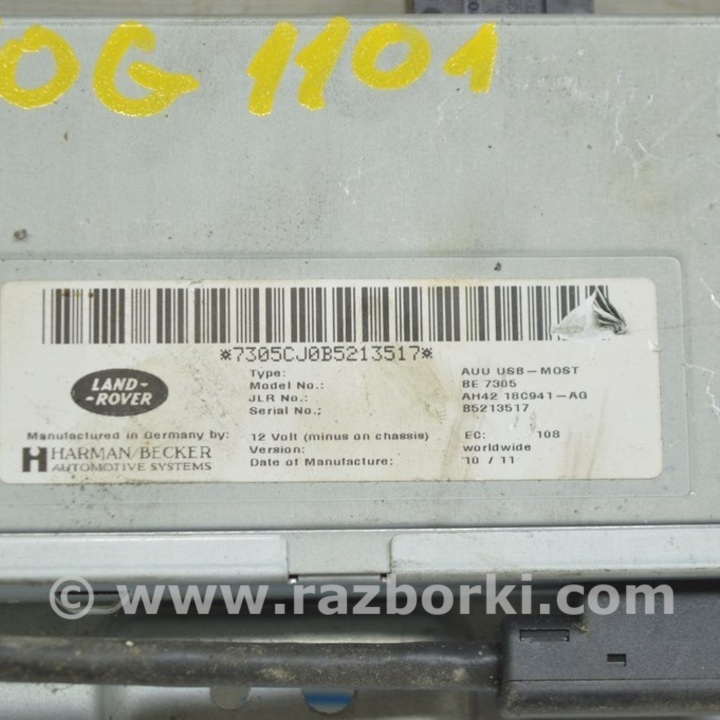 OG 1101
*7305CJ0B5213517*
LAND-
-ROVER
Type: AUU USB-MOST
Model No.: BE 7305
JLR No.: AH42 18C941-AG
Serial No.; B5213517
Manufactured in Germany by: 12 Volt (minus on chassis) EC: 108
HARMAN/BECKER Version: worldwide
AUTOMOTIVE SYSTEMS Date of Manufacture: 10 / 11
© www.razborki.com